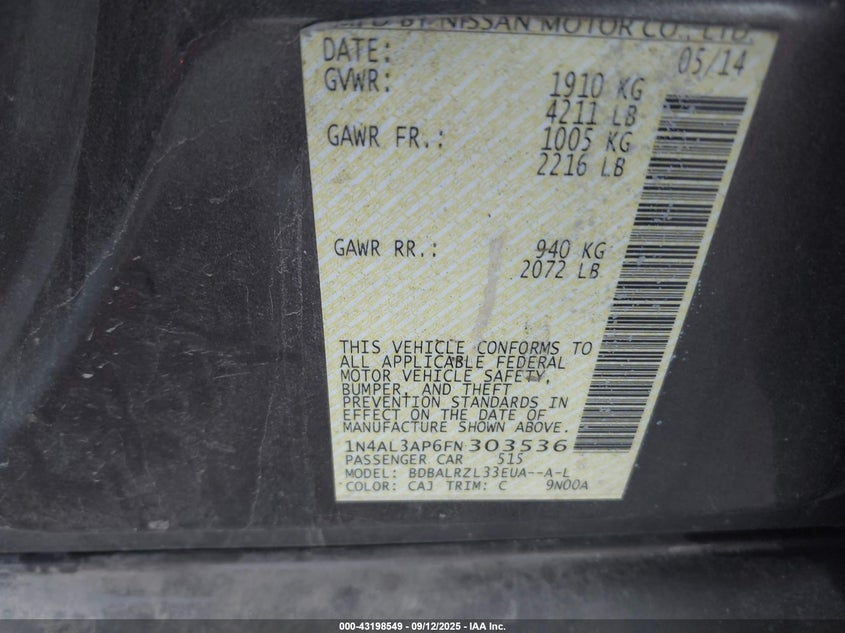 MFD BY NISSAN MOTOR CO., LTD.
DATE: 05/14
GVWR: 1910 KG
4211 LB
GAWR FR.: 1005 KG
2216 LB
GAWR RR.: 940 KG
2072 LB
THIS VEHICLE CONFORMS TO
ALL APPLICABLE FEDERAL
MOTOR VEHICLE SAFETY,
BUMPER, AND THEFT
PREVENTION STANDARDS IN
EFFECT ON THE DATE OF
MANUFACTURE SHOWN ABOVE.
1N4AL3AP6FN303536
PASSENGER CAR 515
MODEL: BDBALRZL33EUA--A-L
COLOR: CAJ TRIM: C 9N00A
000-43198549 - 09/12/2025 - IAA Inc.